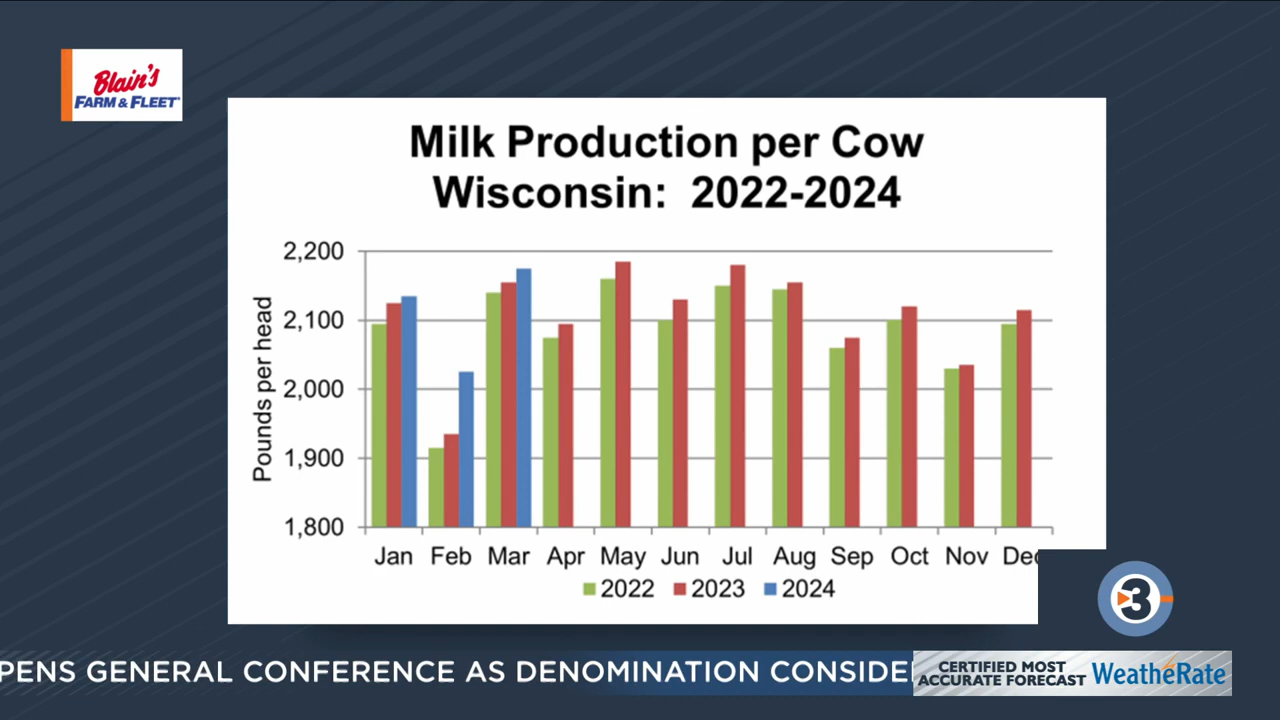 Blain's
FARM & FLEET
Milk Production per Cow
Wisconsin: 2022-2024
Pounds per head
2,200
2,100
2,000
1,900
1,800
Jan Feb Mar Apr May Jun Jul Aug Sep Oct Nov Dec
2022 2023 2024
3
PENS GENERAL CONFERENCE AS DENOMINATION CONSIDE
CERTIFIED MOST
ACCURATE FORECAST
WeatheRate